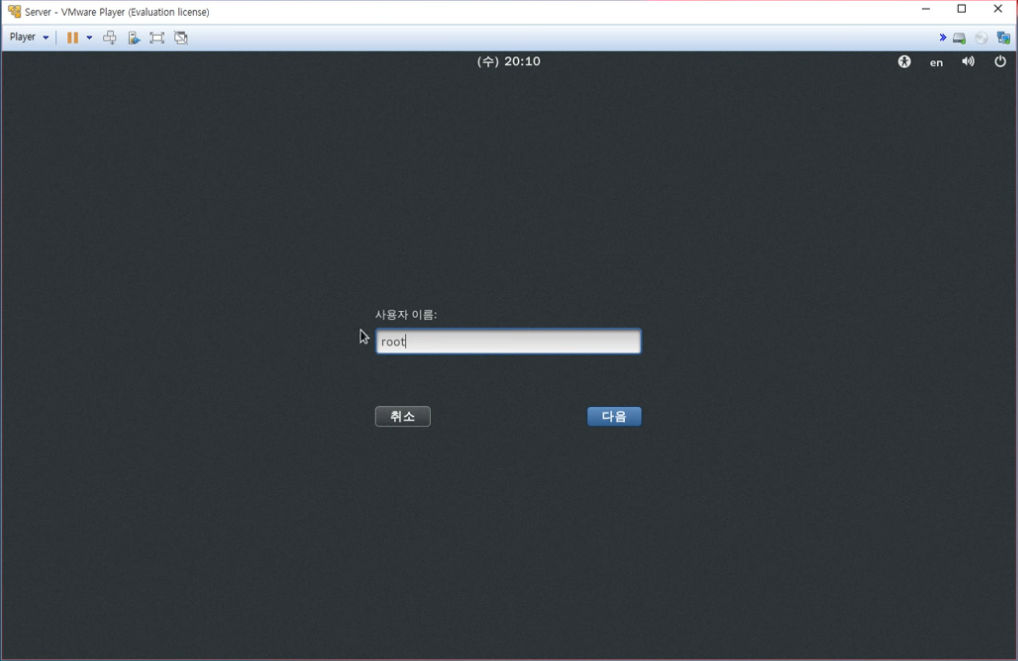 Server - VMware Player (Evaluation license)
Player
(수) 20:10
en
사용자 이름:
root
취소
다음